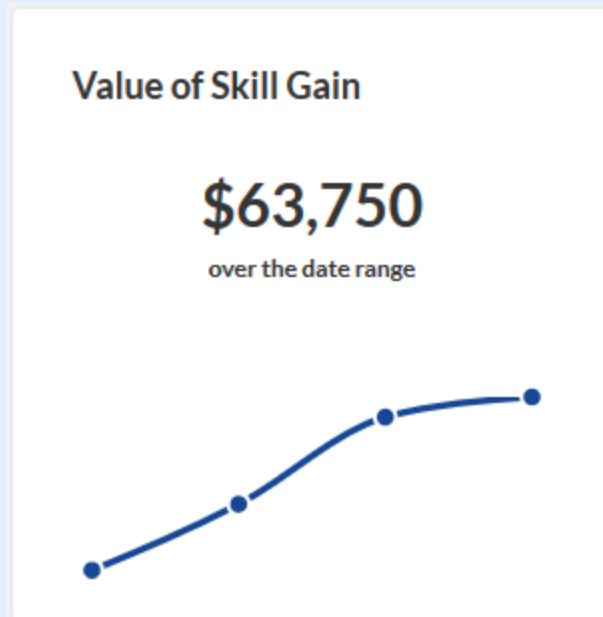 Value of Skill Gain
$63,750
over the date range